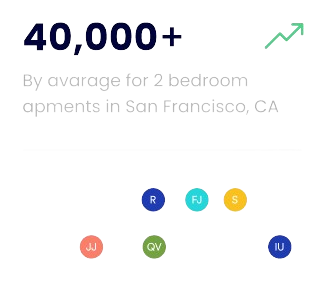 40,000+
By avarage for 2 bedroom
apments in San Francisco, CA
R FJ S
JJ QV IU